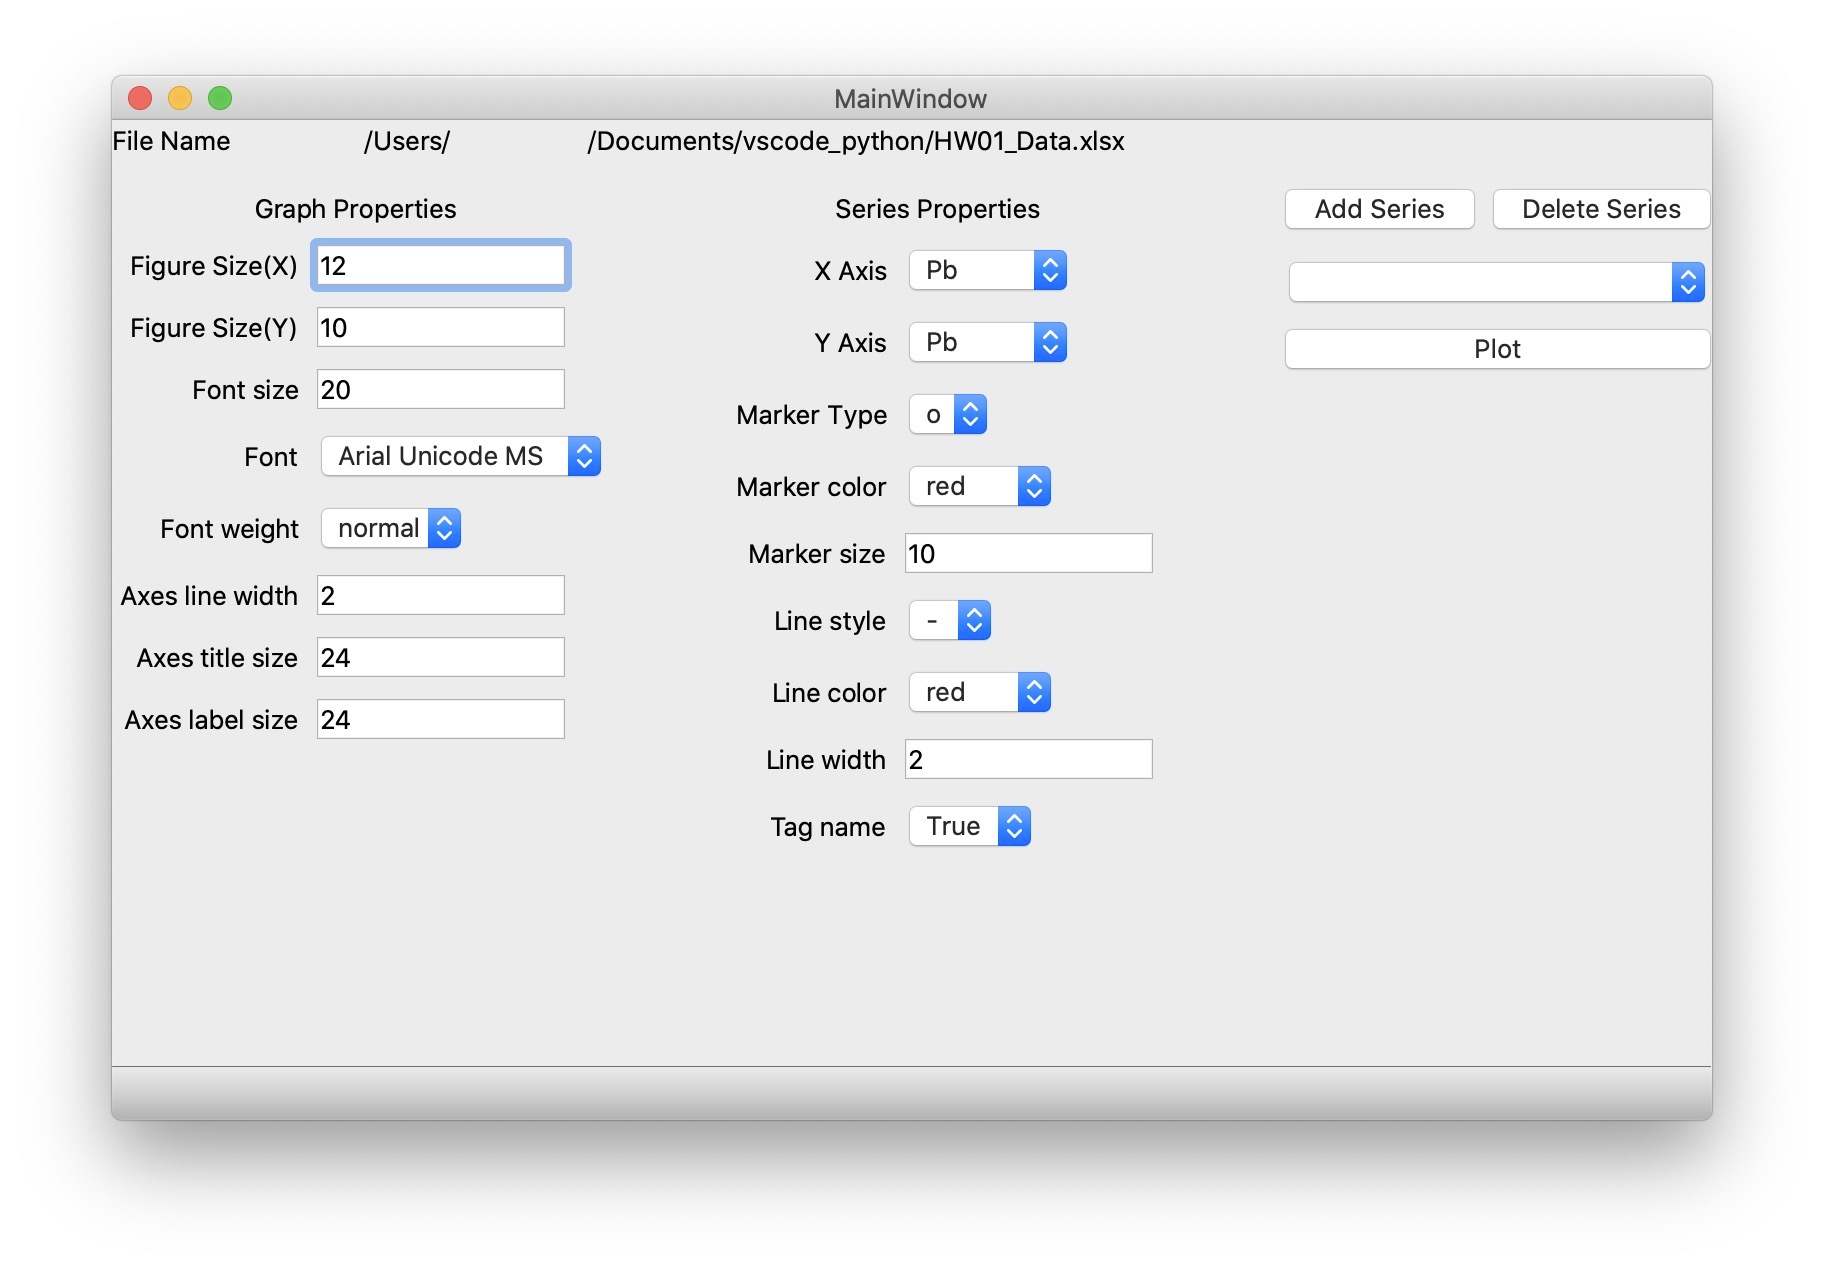 MainWindow
File Name /Users/ /Documents/vscode_python/HW01_Data.xlsx
Graph Properties
Figure Size(X) 12
Figure Size(Y) 10
Font size 20
Font Arial Unicode MS
Font weight normal
Axes line width 2
Axes title size 24
Axes label size 24
Series Properties
X Axis Pb
Y Axis Pb
Marker Type o
Marker color red
Marker size 10
Line style -
Line color red
Line width 2
Tag name True
Add Series Delete Series
Plot